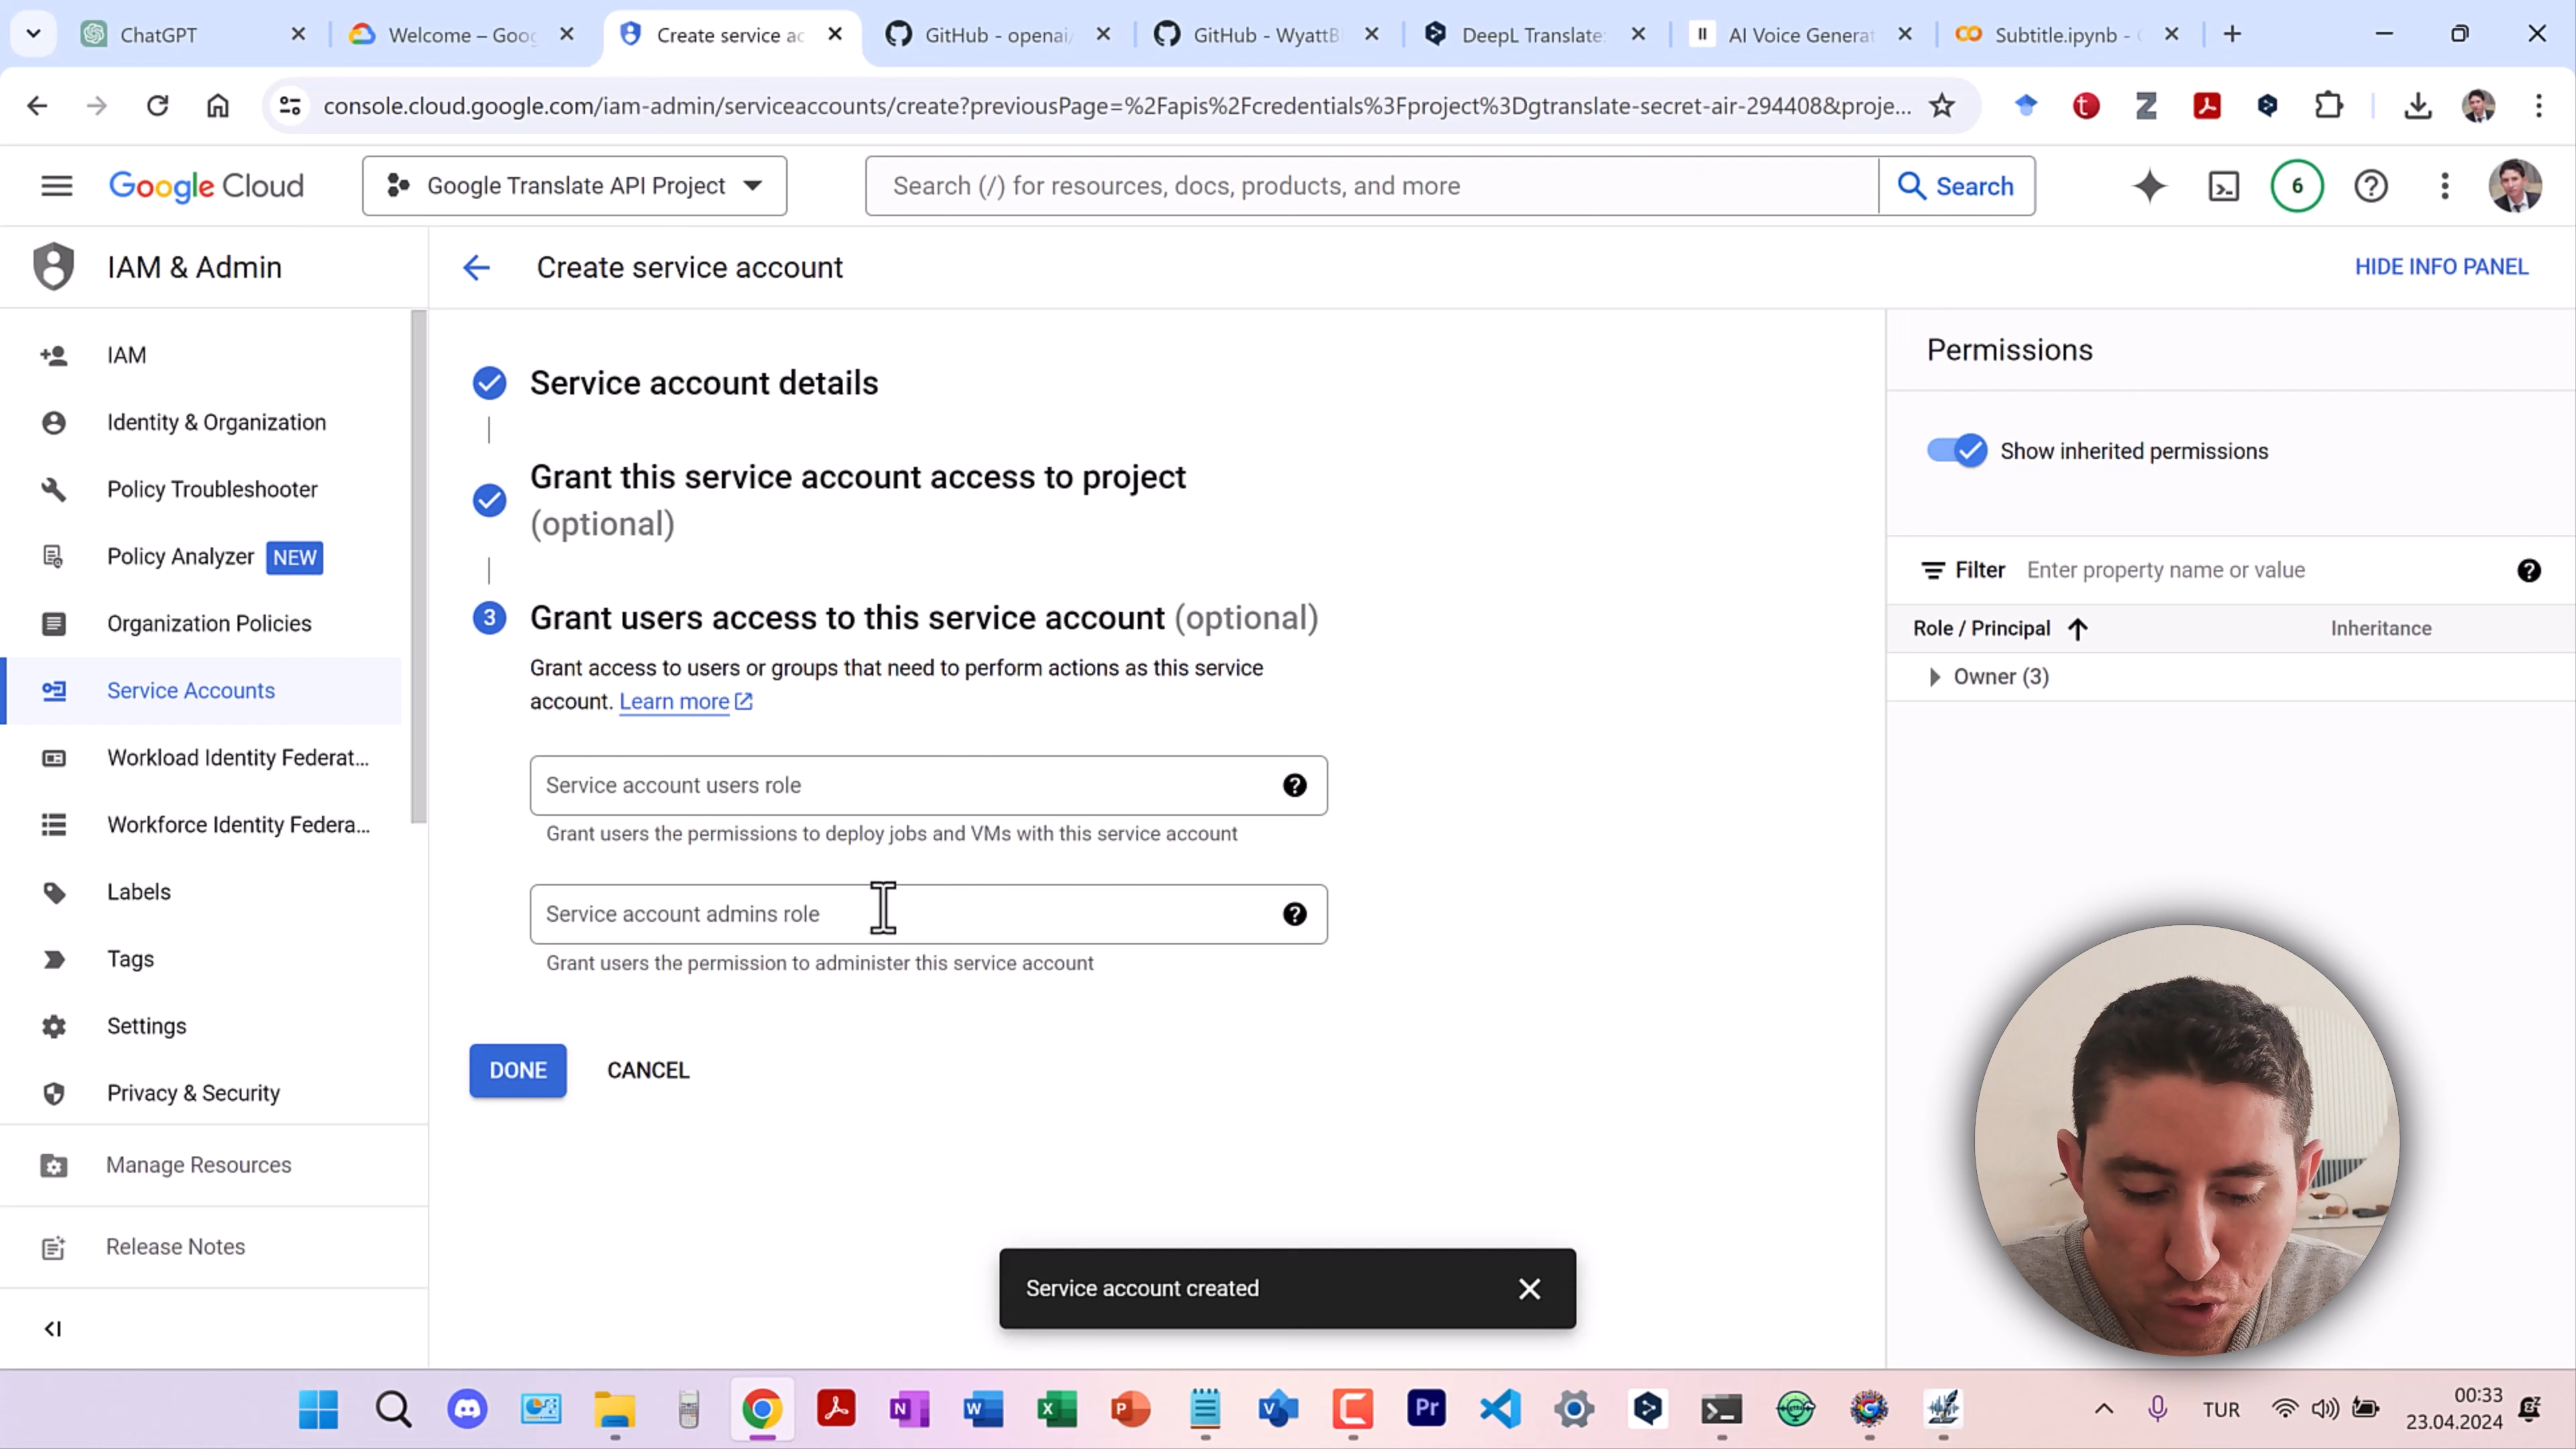 ChatGPT
Welcome – Goog
Create service ac
GitHub - openai/
GitHub - WyattB
DeepL Translate:
AI Voice Generat
Subtitle.ipynb -
console.cloud.google.com/iam-admin/serviceaccounts/create?previousPage=%2Fapis%2Fcredentials%3Fproject%3Dgtranslate-secret-air-294408&proje...
Google Cloud
Google Translate API Project
Search (/) for resources, docs, products, and more
Search
6
IAM & Admin
Create service account
HIDE INFO PANEL
IAM
Identity & Organization
Policy Troubleshooter
Policy Analyzer NEW
Organization Policies
Service Accounts
Workload Identity Federat...
Workforce Identity Federa...
Labels
Tags
Settings
Privacy & Security
Manage Resources
Release Notes
Service account details
Grant this service account access to project
(optional)
3
Grant users access to this service account (optional)
Grant access to users or groups that need to perform actions as this service
account. Learn more
Service account users role
Grant users the permissions to deploy jobs and VMs with this service account
Service account admins role
Grant users the permission to administer this service account
DONE
CANCEL
Permissions
Show inherited permissions
Filter Enter property name or value
Role / Principal
Inheritance
Owner (3)
Service account created
TUR
00:33
23.04.2024